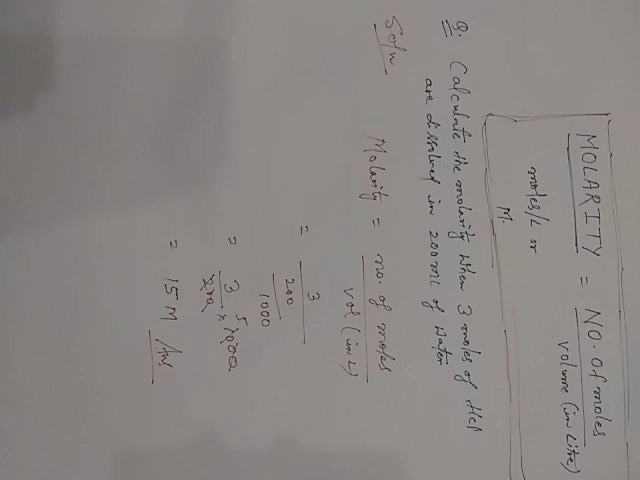 MOLARITY = NO. of moles
volume (in Litre)
moles/L or
M.
Q: Calculate the molarity when 3 moles of HCl
are dissolved in 200 ml of water
Soln
Molarity = no. of moles
vol (in L)
= 3
200
1000
= 3 x 1000
200
5
= 15 M /Ans